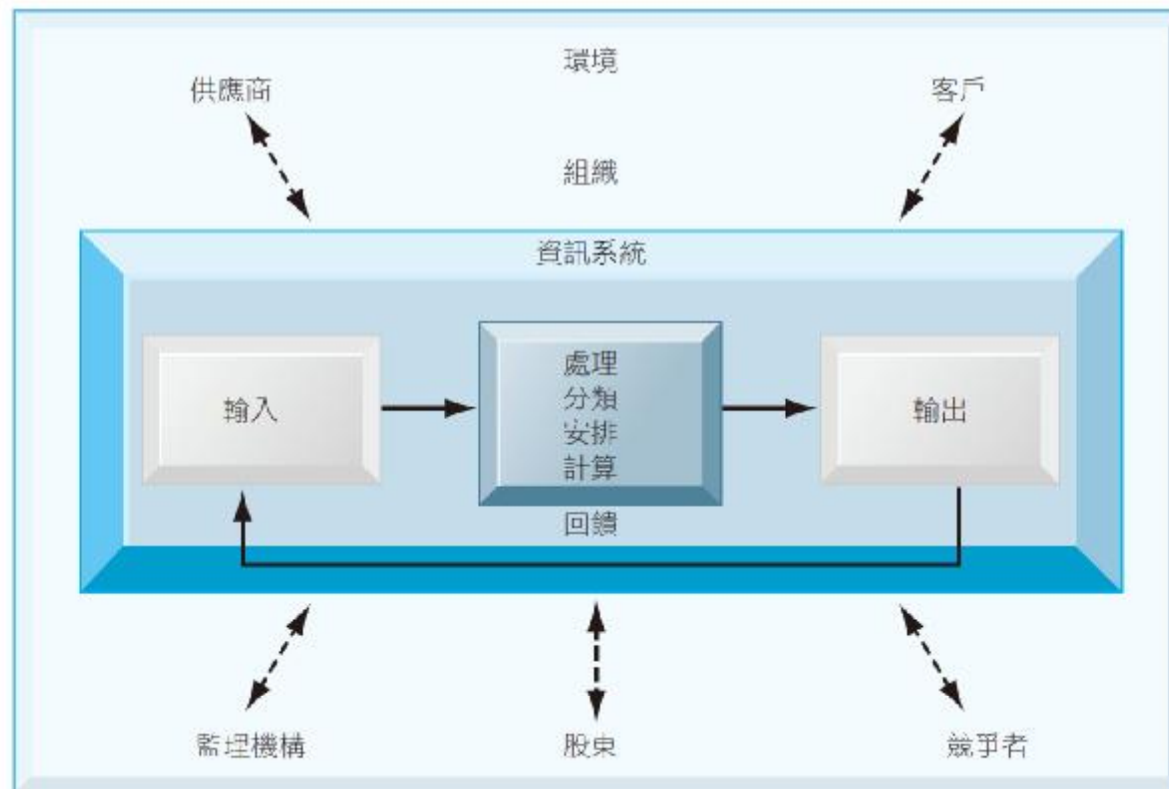 環境
供應商
客戶
組織
資訊系統
輸入
處理
分類
安排
計算
輸出
回饋
監理機構
股東
競爭者